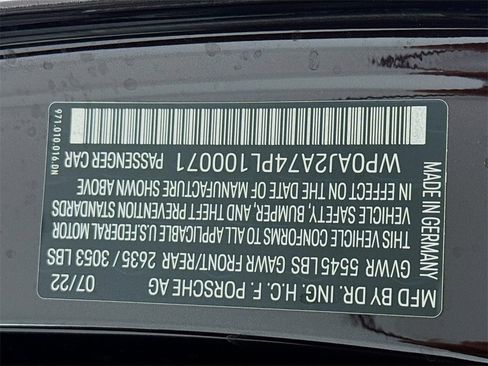 MFD BY DR. ING. H.C. F. PORSCHE AG
07/22
GVWR 5545 LBS GAWR FRONT/REAR 2635 / 3053 LBS
THIS VEHICLE CONFORMS TO ALL APPLICABLE U.S. FEDERAL MOTOR
VEHICLE SAFETY, BUMPER, AND THEFT PREVENTION STANDARDS
IN EFFECT ON THE DATE OF MANUFACTURE SHOWN ABOVE
WP0AJ2A74PL100071 PASSENGER CAR
MADE IN GERMANY
971.010.016.DN